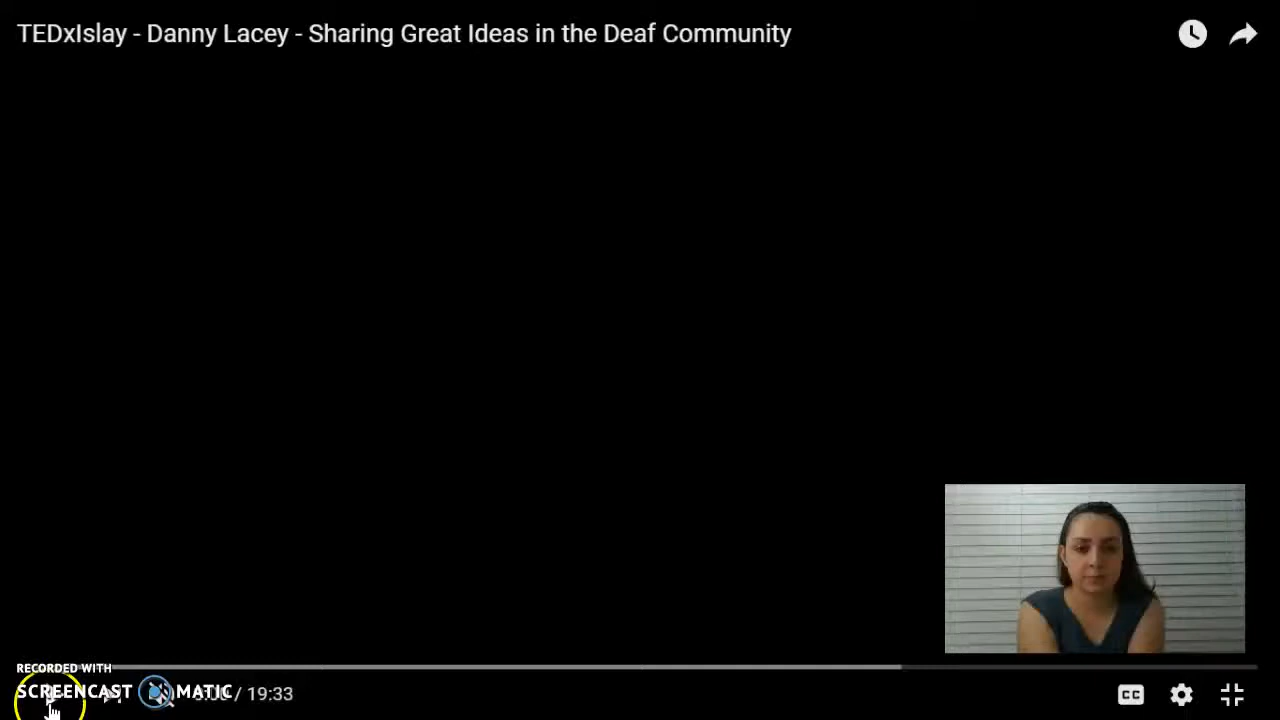 TEDxIslay - Danny Lacey - Sharing Great Ideas in the Deaf Community
RECORDED WITH
SCREENCAST MATIC
/ 19:33
CC